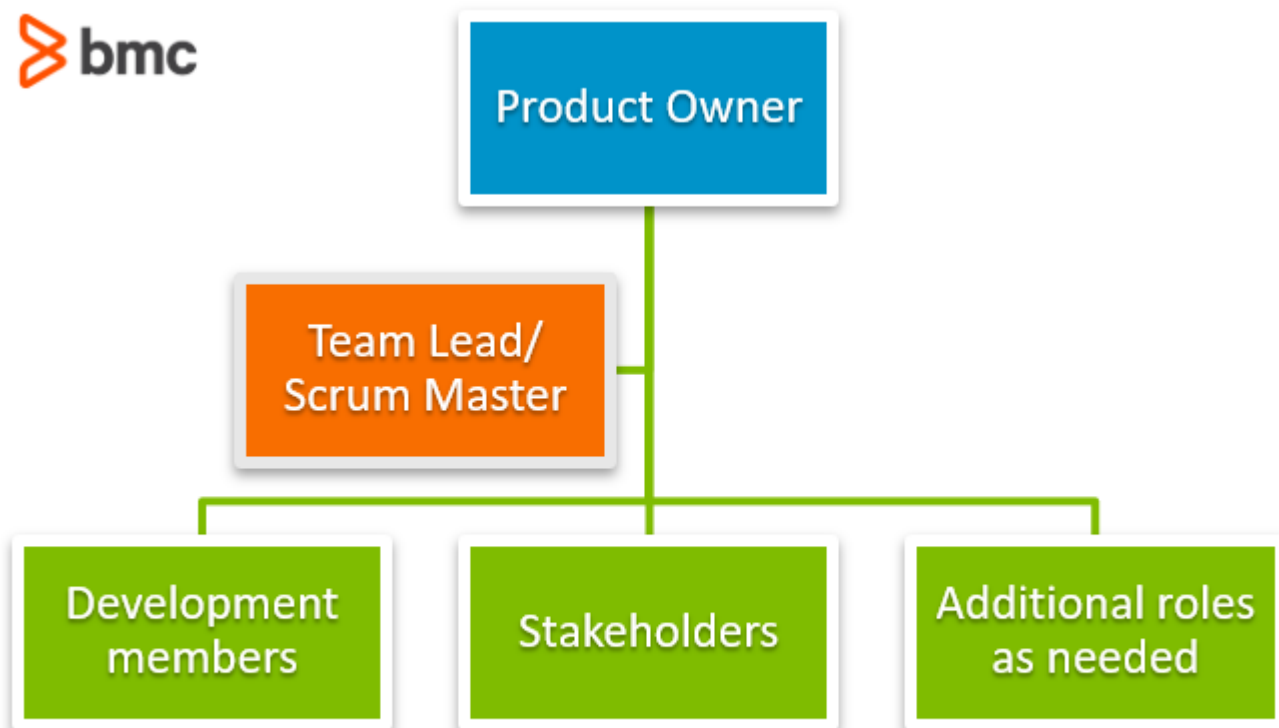 bmc
Product Owner
Team Lead/
Scrum Master
Development
members
Stakeholders
Additional roles
as needed